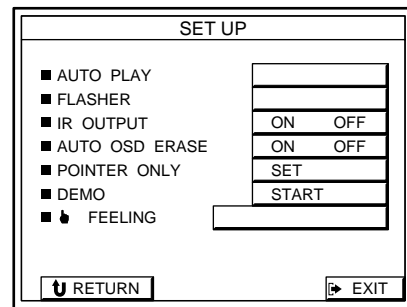 SET UP
AUTO PLAY
FLASHER
IR OUTPUT ON OFF
AUTO OSD ERASE ON OFF
POINTER ONLY SET
DEMO START
FEELING
RETURN EXIT